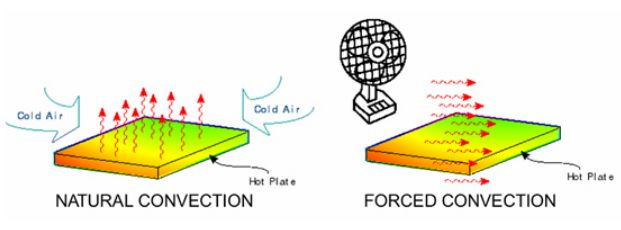 Cold Air
Cold Air
Hot Plate
NATURAL CONVECTION
Hot Plate
FORCED CONVECTION